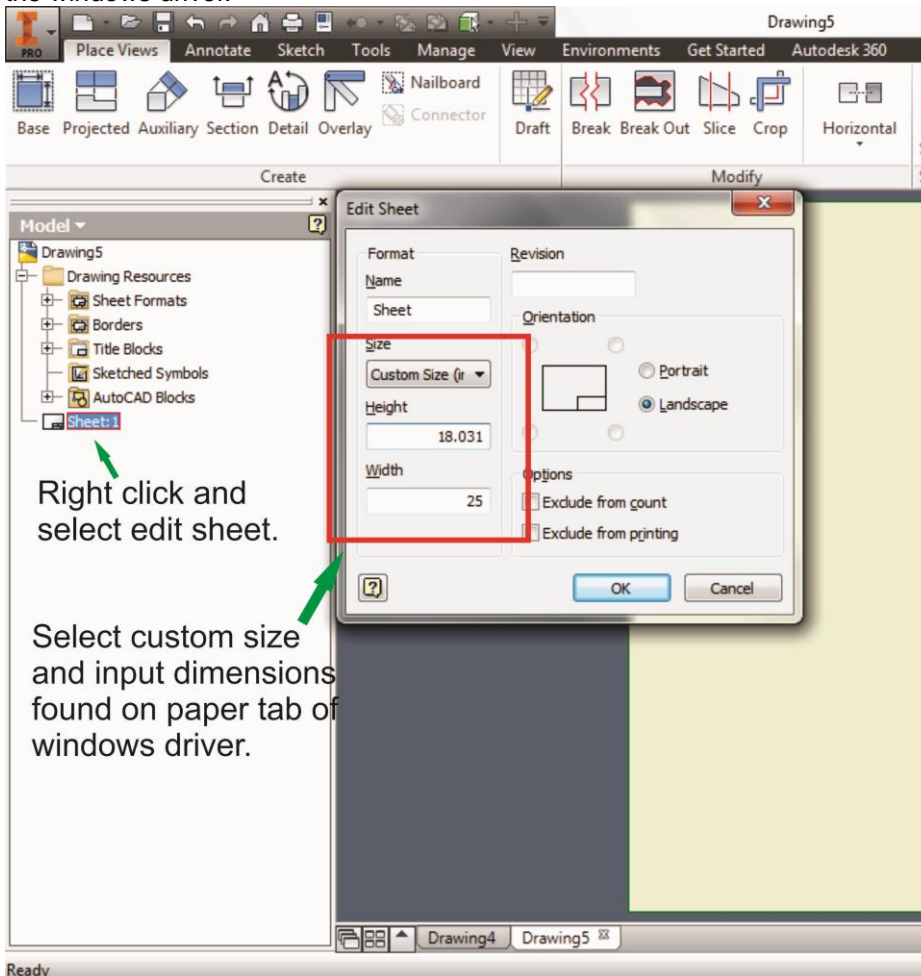 the windows driver.
Drawing5
PRO Place Views Annotate Sketch Tools Manage View Environments Get Started Autodesk 360
Nailboard
Connector
Base Projected Auxiliary Section Detail Overlay Draft Break Break Out Slice Crop Horizontal
Create Modify
Model
Drawing5
Drawing Resources
Sheet Formats
Borders
Title Blocks
Sketched Symbols
AutoCAD Blocks
Sheet:1
Right click and
select edit sheet.
Select custom size
and input dimensions
found on paper tab of
windows driver.
Edit Sheet
Format
Name
Sheet
Size
Custom Size (ir
Height
18.031
Width
25
Revision
Orientation
Portrait
Landscape
Options
Exclude from count
Exclude from printing
OK Cancel
Drawing4 Drawing5
Ready